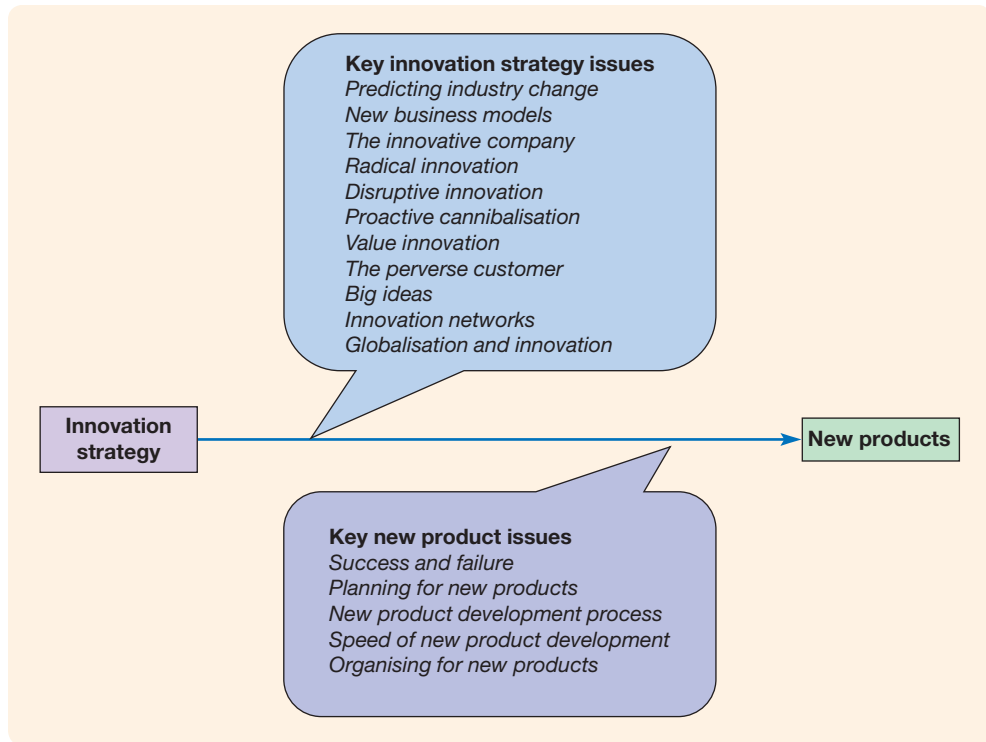 Key innovation strategy issues
Predicting industry change
New business models
The innovative company
Radical innovation
Disruptive innovation
Proactive cannibalisation
Value innovation
The perverse customer
Big ideas
Innovation networks
Globalisation and innovation
Innovation
strategy
New products
Key new product issues
Success and failure
Planning for new products
New product development process
Speed of new product development
Organising for new products